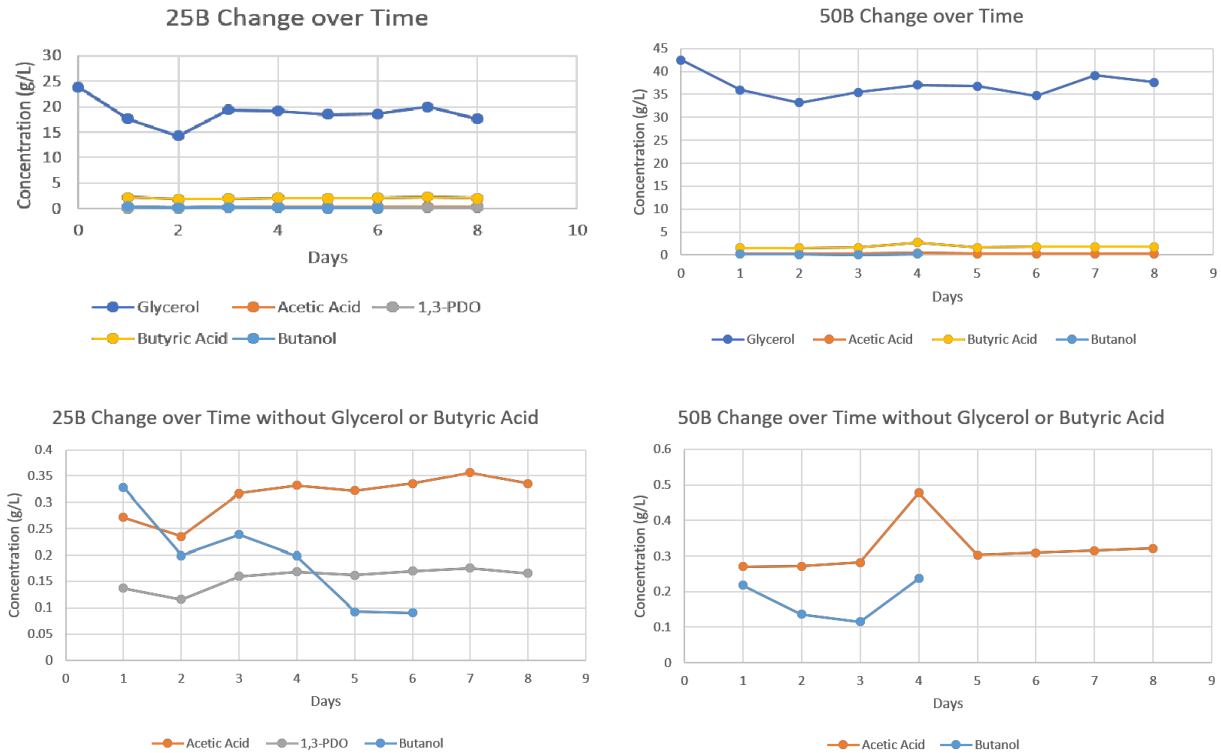 25B Change over Time
Concentration (g/L)
30
25
20
15
10
5
0
0 2 4 6 8 10
Days
Glycerol Acetic Acid 1,3-PDO
Butyric Acid Butanol
50B Change over Time
Concentration (g/L)
45
40
35
30
25
20
15
10
5
0
0 1 2 3 4 5 6 7 8 9
Days
Glycerol Acetic Acid Butyric Acid Butanol
25B Change over Time without Glycerol or Butyric Acid
Concentration (g/L)
0.4
0.35
0.3
0.25
0.2
0.15
0.1
0.05
0
0 1 2 3 4 5 6 7 8 9
Days
Acetic Acid 1,3-PDO Butanol
50B Change over Time without Glycerol or Butyric Acid
Concentration (g/L)
0.6
0.5
0.4
0.3
0.2
0.1
0
0 1 2 3 4 5 6 7 8 9
Days
Acetic Acid Butanol